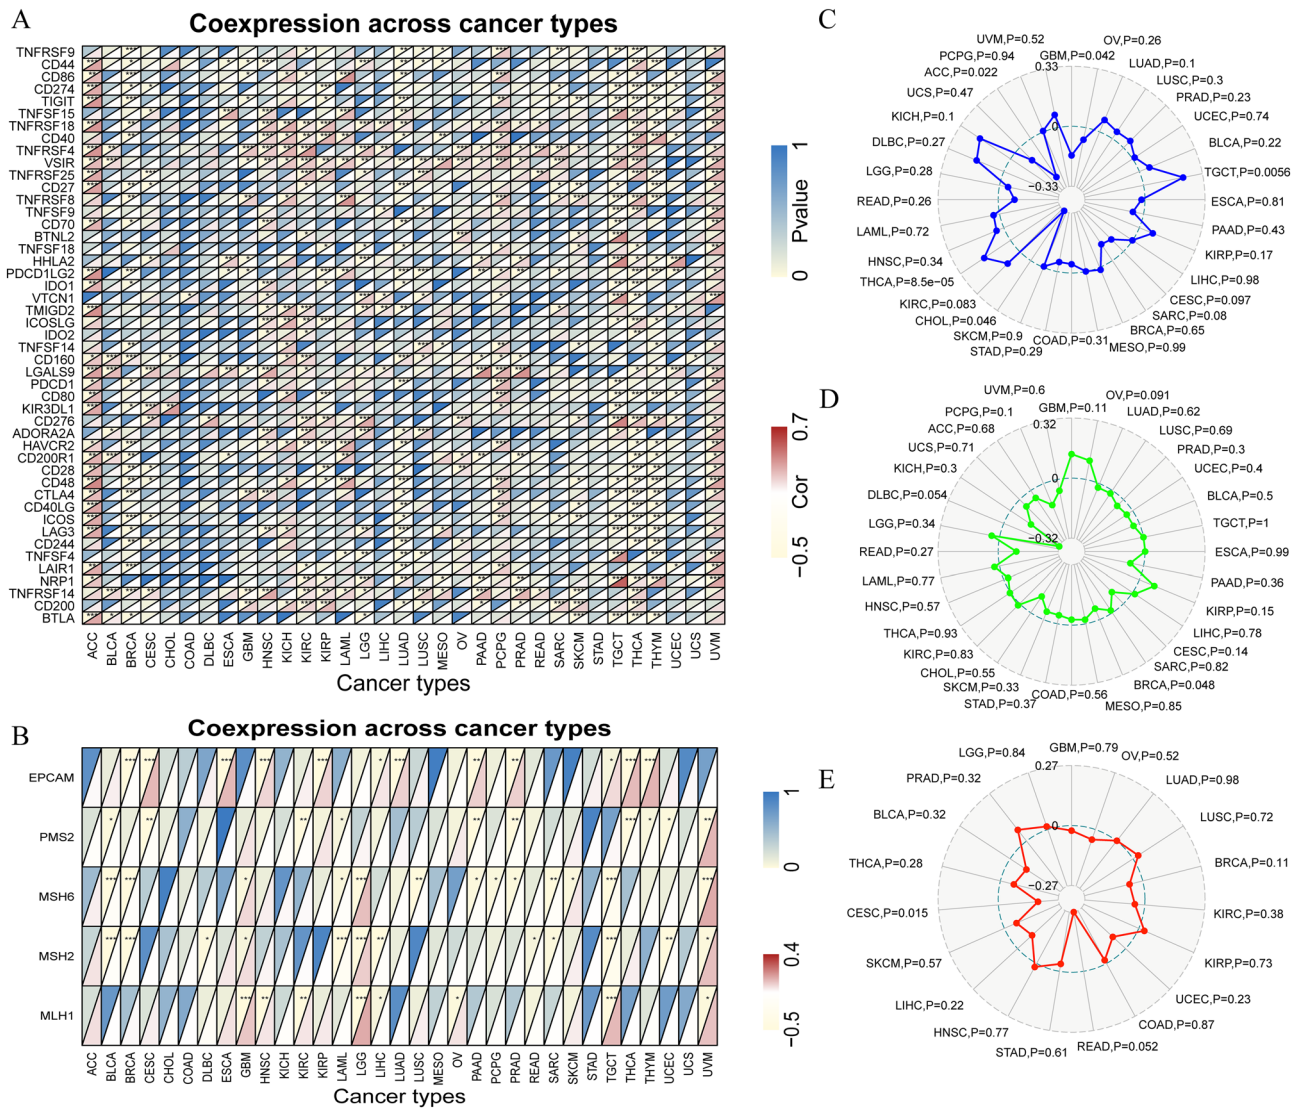 A
Coexpression across cancer types
TNFRSF9
CD44
CD86
CD274
TIGIT
TNFSF15
TNFRSF18
CD40
TNFRSF4
VSIR
TNFRSF25
CD27
TNFRSF8
TNFSF9
CD70
BTNL2
TNFSF18
HHLA2
PDCD1LG2
IDO1
VTCN1
TMIGD2
ICOSLG
IDO2
TNFSF14
CD160
LGALS9
PDCD1
CD80
KIR3DL1
CD276
ADORA2A
HAVCR2
CD200R1
CD28
CD48
CTLA4
CD40LG
ICOS
LAG3
CD244
TNFSF4
LAIR1
NRP1
TNFRSF14
CD200
BTLA
ACC BLCA BRCA CESC CHOL COAD DLBC ESCA GBM HNSC KICH KIRC KIRP LAML LGG LIHC LUAD LUSC MESO OV PAAD PCPG PRAD READ SARC SKCM STAD TGCT THCA THYM UCEC UCS UVM
Cancer types
1
Pvalue
0
0.7
Cor
−0.5
B
Coexpression across cancer types
EPCAM
PMS2
MSH6
MSH2
MLH1
ACC BLCA BRCA CESC CHOL COAD DLBC ESCA GBM HNSC KICH KIRC KIRP LAML LGG LIHC LUAD LUSC MESO OV PAAD PCPG PRAD READ SARC SKCM STAD TGCT THCA THYM UCEC UCS UVM
Cancer types
1
0
0.4
−0.5
C
GBM,P=0.042
OV,P=0.26
LUAD,P=0.1
LUSC,P=0.3
PRAD,P=0.23
UCEC,P=0.74
BLCA,P=0.22
TGCT,P=0.0056
ESCA,P=0.81
PAAD,P=0.43
KIRP,P=0.17
LIHC,P=0.98
CESC,P=0.097
SARC,P=0.08
BRCA,P=0.65
MESO,P=0.99
COAD,P=0.31
STAD,P=0.29
SKCM,P=0.9
CHOL,P=0.046
KIRC,P=0.083
THCA,P=8.5e−05
HNSC,P=0.34
LAML,P=0.72
READ,P=0.26
LGG,P=0.28
DLBC,P=0.27
KICH,P=0.1
UCS,P=0.47
ACC,P=0.022
PCPG,P=0.94
UVM,P=0.52
0.33
0
−0.33
D
GBM,P=0.11
OV,P=0.091
LUAD,P=0.62
LUSC,P=0.69
PRAD,P=0.3
UCEC,P=0.4
BLCA,P=0.5
TGCT,P=1
ESCA,P=0.99
PAAD,P=0.36
KIRP,P=0.15
LIHC,P=0.78
CESC,P=0.14
SARC,P=0.82
BRCA,P=0.048
MESO,P=0.85
COAD,P=0.56
STAD,P=0.37
SKCM,P=0.33
CHOL,P=0.55
KIRC,P=0.83
THCA,P=0.93
HNSC,P=0.57
LAML,P=0.77
READ,P=0.27
LGG,P=0.34
DLBC,P=0.054
KICH,P=0.3
UCS,P=0.71
ACC,P=0.68
PCPG,P=0.1
UVM,P=0.6
0.32
0
−0.32
E
GBM,P=0.79
OV,P=0.52
LUAD,P=0.98
LUSC,P=0.72
BRCA,P=0.11
KIRC,P=0.38
KIRP,P=0.73
UCEC,P=0.23
COAD,P=0.87
READ,P=0.052
STAD,P=0.61
HNSC,P=0.77
LIHC,P=0.22
SKCM,P=0.57
CESC,P=0.015
THCA,P=0.28
BLCA,P=0.32
PRAD,P=0.32
LGG,P=0.84
0.27
0
−0.27